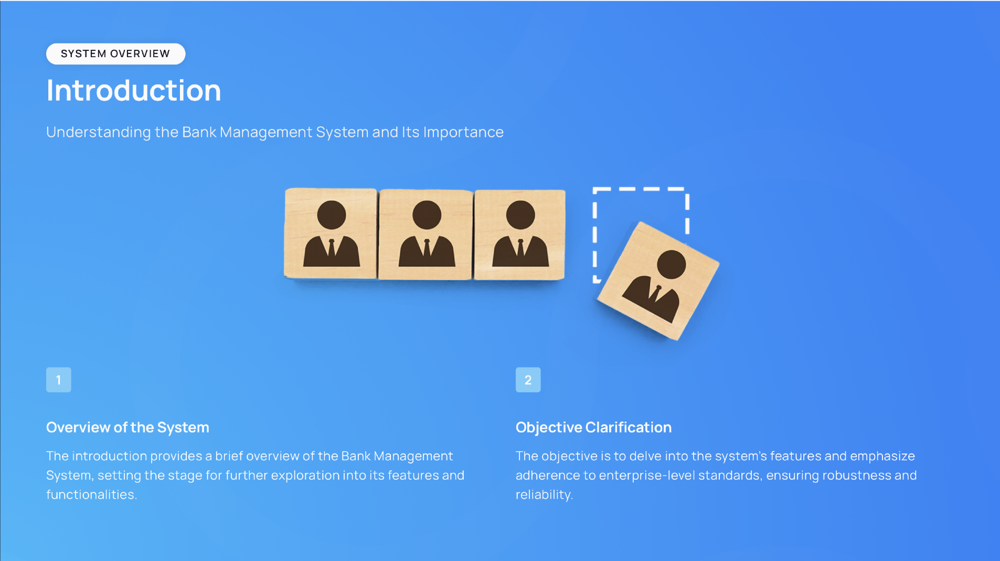 SYSTEM OVERVIEW
Introduction
Understanding the Bank Management System and Its Importance
1
Overview of the System
The introduction provides a brief overview of the Bank Management
System, setting the stage for further exploration into its features and
functionalities.
2
Objective Clarification
The objective is to delve into the system's features and emphasize
adherence to enterprise-level standards, ensuring robustness and
reliability.